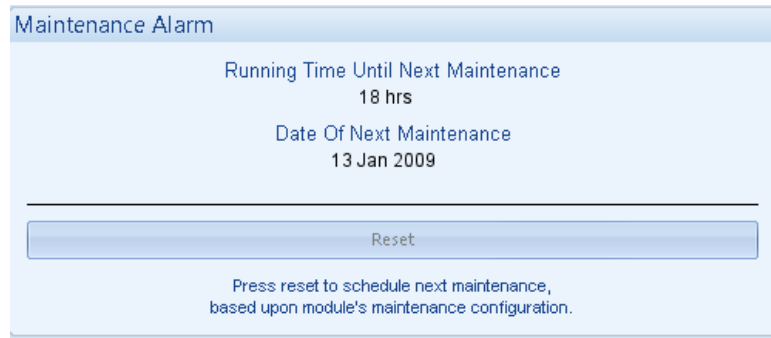 Maintenance Alarm
Running Time Until Next Maintenance
18 hrs
Date Of Next Maintenance
13 Jan 2009
Reset
Press reset to schedule next maintenance,
based upon module's maintenance configuration.